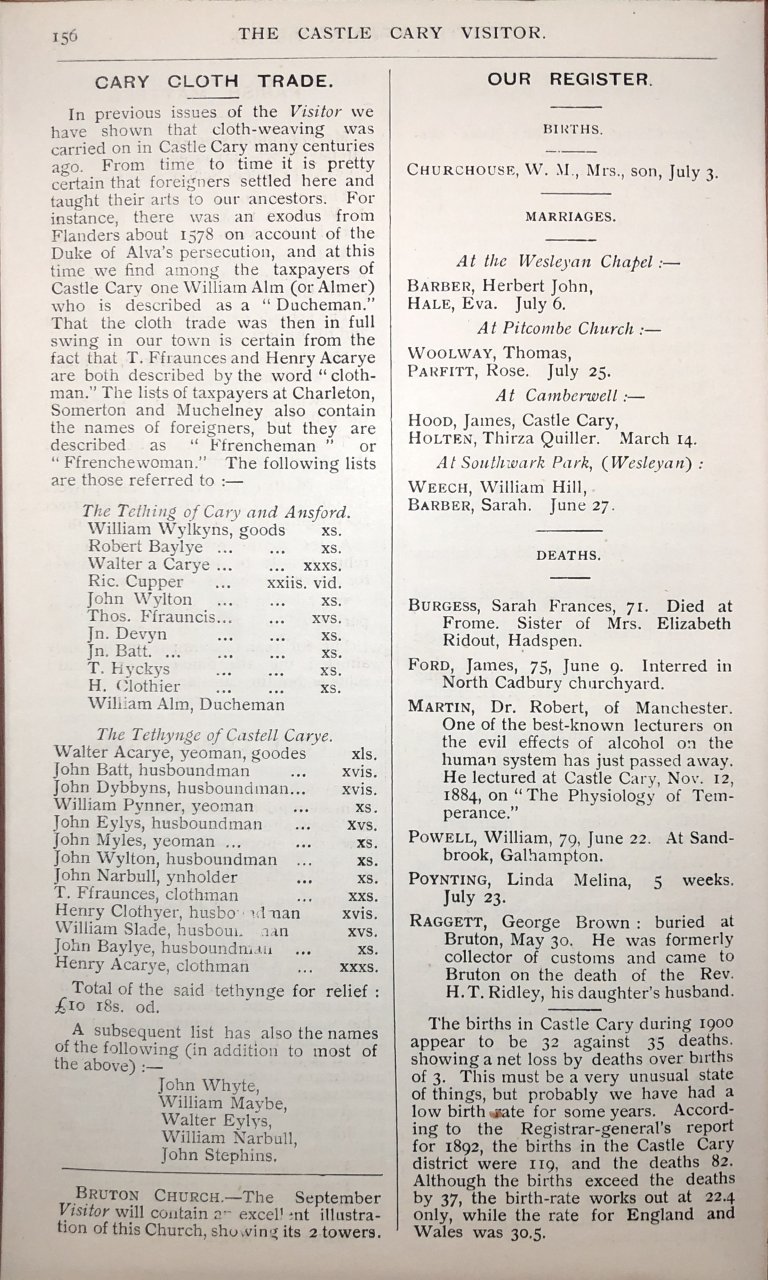 156
THE CASTLE CARY VISITOR.
CARY CLOTH TRADE.
In previous issues of the Visitor we
have shown that cloth-weaving was
carried on in Castle Cary many centuries
ago. From time to time it is pretty
certain that foreigners settled here and
taught their arts to our ancestors. For
instance, there was an exodus from
Flanders about 1578 on account of the
Duke of Alva's persecution, and at this
time we find among the taxpayers of
Castle Cary one William Alm (or Almer)
who is described as a “ Ducheman.”
That the cloth trade was then in full
swing in our town is certain from the
fact that T. Ffraunces and Henry Acarye
are both described by the word “ cloth-
man.” The lists of taxpayers at Charleton,
Somerton and Muchelney also contain
the names of foreigners, but they are
described as “ Ffrencheman ” or
“ Ffrenchewoman.” The following lists
are those referred to :—
The Tething of Cary and Ansford.
William Wylkyns, goods xs.
Robert Baylye ... ... xs.
Walter a Carye ... ... xxxs.
Ric. Cupper ... xxiis. vid.
John Wylton ... ... xs.
Thos. Ffrauncis... ... xvs.
Jn. Devyn ... ... xs.
Jn. Batt. ... ... ... xs.
T. Hyckys ... ... xs.
H. Clothier ... ... xs.
William Alm, Ducheman
The Tethynge of Castell Carye.
Walter Acarye, yeoman, goodes xls.
John Batt, husboundman ... xvis.
John Dybbyns, husboundman... xvis.
William Pynner, yeoman ... xs.
John Eylys, husboundman ... xvs.
John Myles, yeoman ... ... xs.
John Wylton, husboundman ... xs.
John Narbull, ynholder ... xs.
T. Ffraunces, clothman ... xxs.
Henry Clothyer, xvis.
William Slade, xvs.
John Baylye, husboundman ... xs.
Henry Acarye, clothman ... xxxs.
Total of the said tethynge for relief :
£10 18s. od.
A subsequent list has also the names
of the following (in addition to most of
the above) :—
John Whyte,
William Maybe,
Walter Eylys,
William Narbull,
John Stephins.
BRUTON CHURCH.—The September
Visitor will contain an excellent illustra-
tion of this Church, showing its 2 towers.
OUR REGISTER.
BIRTHS.
CHURCHOUSE, W. M., Mrs., son, July 3.
MARRIAGES.
At the Wesleyan Chapel :—
BARBER, Herbert John,
HALE, Eva. July 6.
At Pitcombe Church :—
WOOLWAY, Thomas,
PARFITT, Rose. July 25.
At Camberwell :—
HOOD, James, Castle Cary,
HOLTEN, Thirza Quiller. March 14.
At Southwark Park, (Wesleyan) :
WEECH, William Hill,
BARBER, Sarah. June 27.
DEATHS.
BURGESS, Sarah Frances, 71. Died at
Frome. Sister of Mrs. Elizabeth
Ridout, Hadspen.
FORD, James, 75, June 9. Interred in
North Cadbury churchyard.
MARTIN, Dr. Robert, of Manchester.
One of the best-known lecturers on
the evil effects of alcohol on the
human system has just passed away.
He lectured at Castle Cary, Nov. 12,
1884, on “ The Physiology of Tem-
perance.”
POWELL, William, 79, June 22. At Sand-
brook, Galhampton.
POYNTING, Linda Melina, 5 weeks.
July 23.
RAGGETT, George Brown : buried at
Bruton, May 30. He was formerly
collector of customs and came to
Bruton on the death of the Rev.
H. T. Ridley, his daughter's husband.
The births in Castle Cary during 1900
appear to be 32 against 35 deaths.
showing a net loss by deaths over births
of 3. This must be a very unusual state
of things, but probably we have had a
low birth rate for some years. Accord-
ing to the Registrar-general's report
for 1892, the births in the Castle Cary
district were 119, and the deaths 82.
Although the births exceed the deaths
by 37, the birth-rate works out at 22.4
only, while the rate for England and
Wales was 30.5.